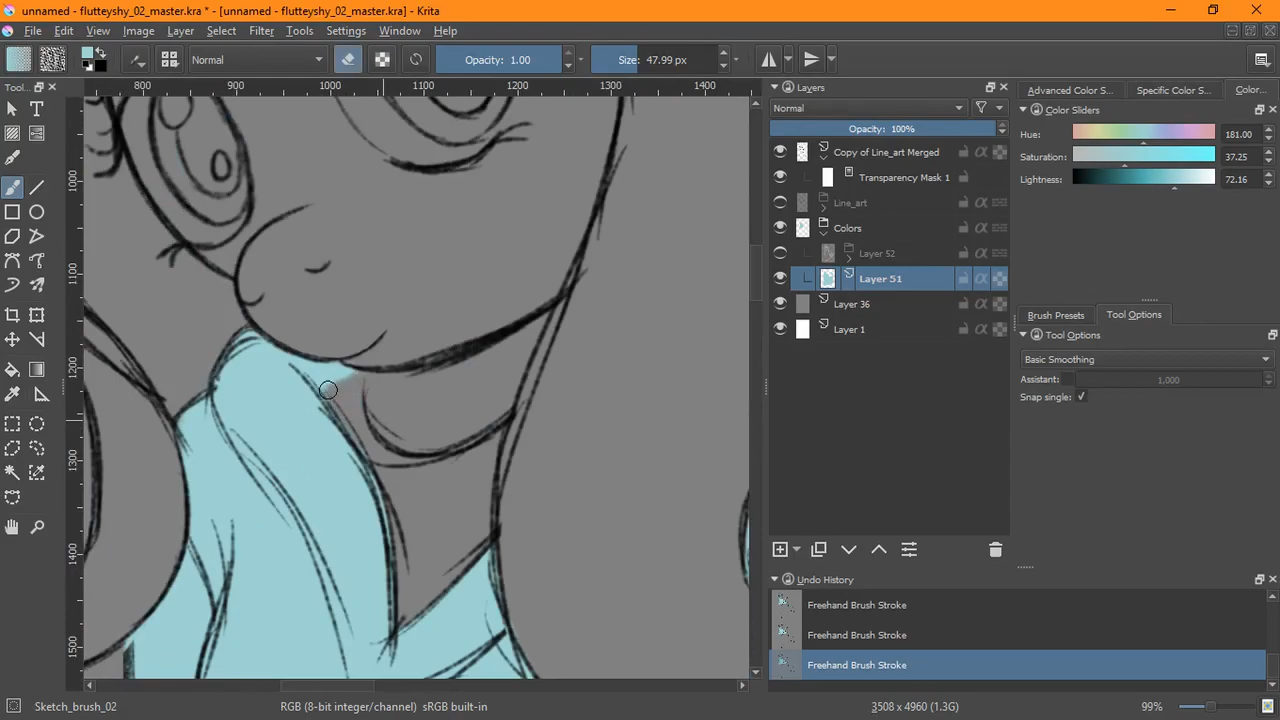 unnamed - flutteyshy_02_master.kra * - [unnamed - flutteyshy_02_master.kra] - Krita
File Edit View Image Layer Select Filter Tools Settings Window Help
Normal Opacity: 1.00 Size: 47.99 px
Tool... 800 900 1000 1100 1200 1300 1400
Layers
Advanced Color S... Specific Color S... Color...
Normal
Color Sliders
Opacity: 100%
Hue: 181.00
Saturation: 37.25
Lightness: 72.16
Copy of Line_art Merged
Transparency Mask 1
Line_art
Colors
Layer 52
Layer 51
Layer 36
Layer 1
1000
1100
1200
1300
1400
1500
Brush Presets Tool Options
Tool Options
Basic Smoothing
Assistant: 1,000
Snap single:
Undo History
Freehand Brush Stroke
Freehand Brush Stroke
Freehand Brush Stroke
Sketch_brush_02 RGB (8-bit integer/channel) sRGB built-in 3508 x 4960 (1.3G) 99%